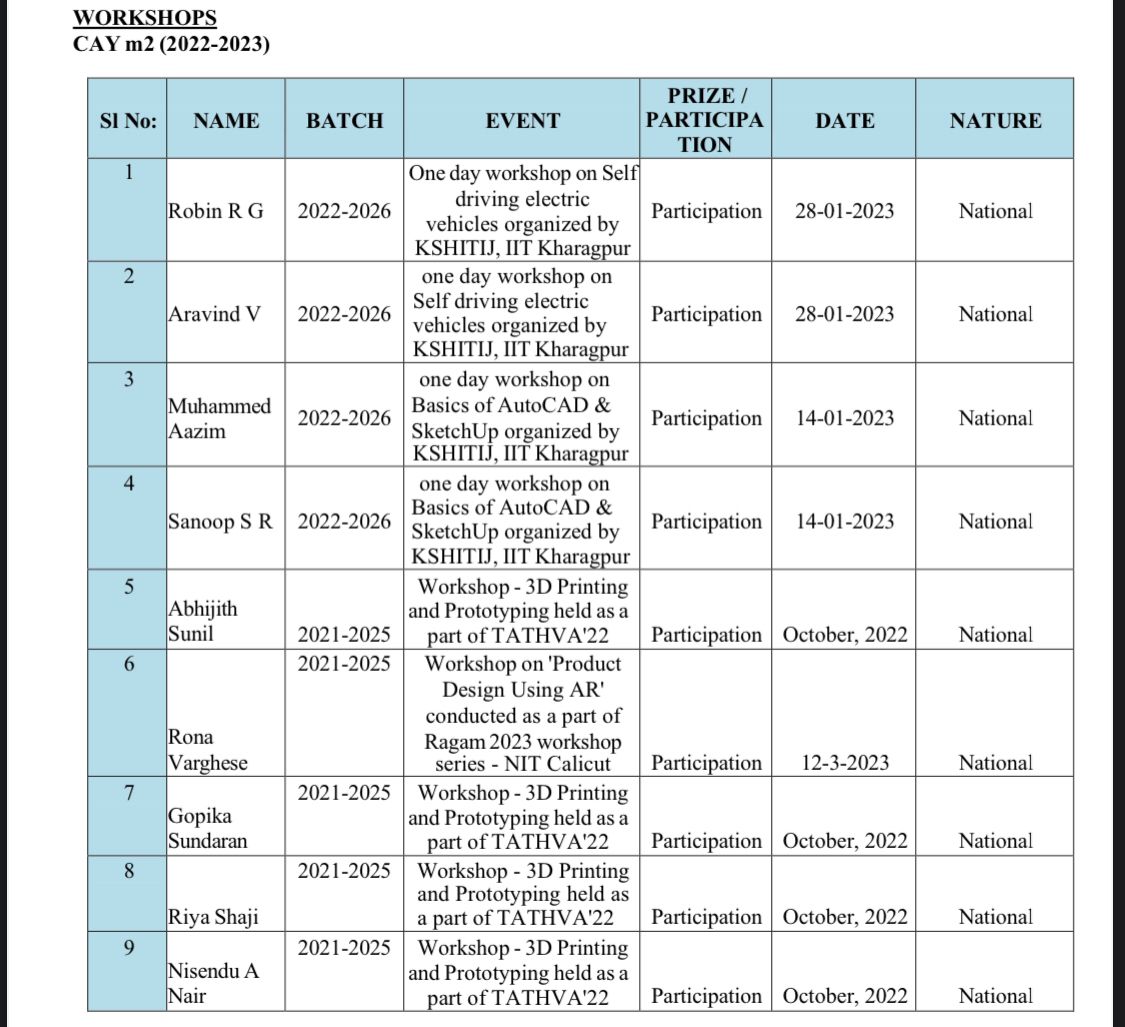 WORKSHOPS
CAY m2 (2022-2023)
Sl No: NAME BATCH EVENT PRIZE / PARTICIPA TION DATE NATURE
1 Robin R G 2022-2026 One day workshop on Self driving electric vehicles organized by KSHITIJ, IIT Kharagpur Participation 28-01-2023 National
2 Aravind V 2022-2026 one day workshop on Self driving electric vehicles organized by KSHITIJ, IIT Kharagpur Participation 28-01-2023 National
3 Muhammed Aazim 2022-2026 one day workshop on Basics of AutoCAD & SketchUp organized by KSHITIJ, IIT Kharagpur Participation 14-01-2023 National
4 Sanoop S R 2022-2026 one day workshop on Basics of AutoCAD & SketchUp organized by KSHITIJ, IIT Kharagpur Participation 14-01-2023 National
5 Abhijith Sunil 2021-2025 Workshop - 3D Printing and Prototyping held as a part of TATHVA'22 Participation October, 2022 National
6 Rona Varghese 2021-2025 Workshop on 'Product Design Using AR' conducted as a part of Ragam 2023 workshop series - NIT Calicut Participation 12-3-2023 National
7 Gopika Sundaran 2021-2025 Workshop - 3D Printing and Prototyping held as a part of TATHVA'22 Participation October, 2022 National
8 Riya Shaji 2021-2025 Workshop - 3D Printing and Prototyping held as a part of TATHVA'22 Participation October, 2022 National
9 Nisendu A Nair 2021-2025 Workshop - 3D Printing and Prototyping held as a part of TATHVA'22 Participation October, 2022 National